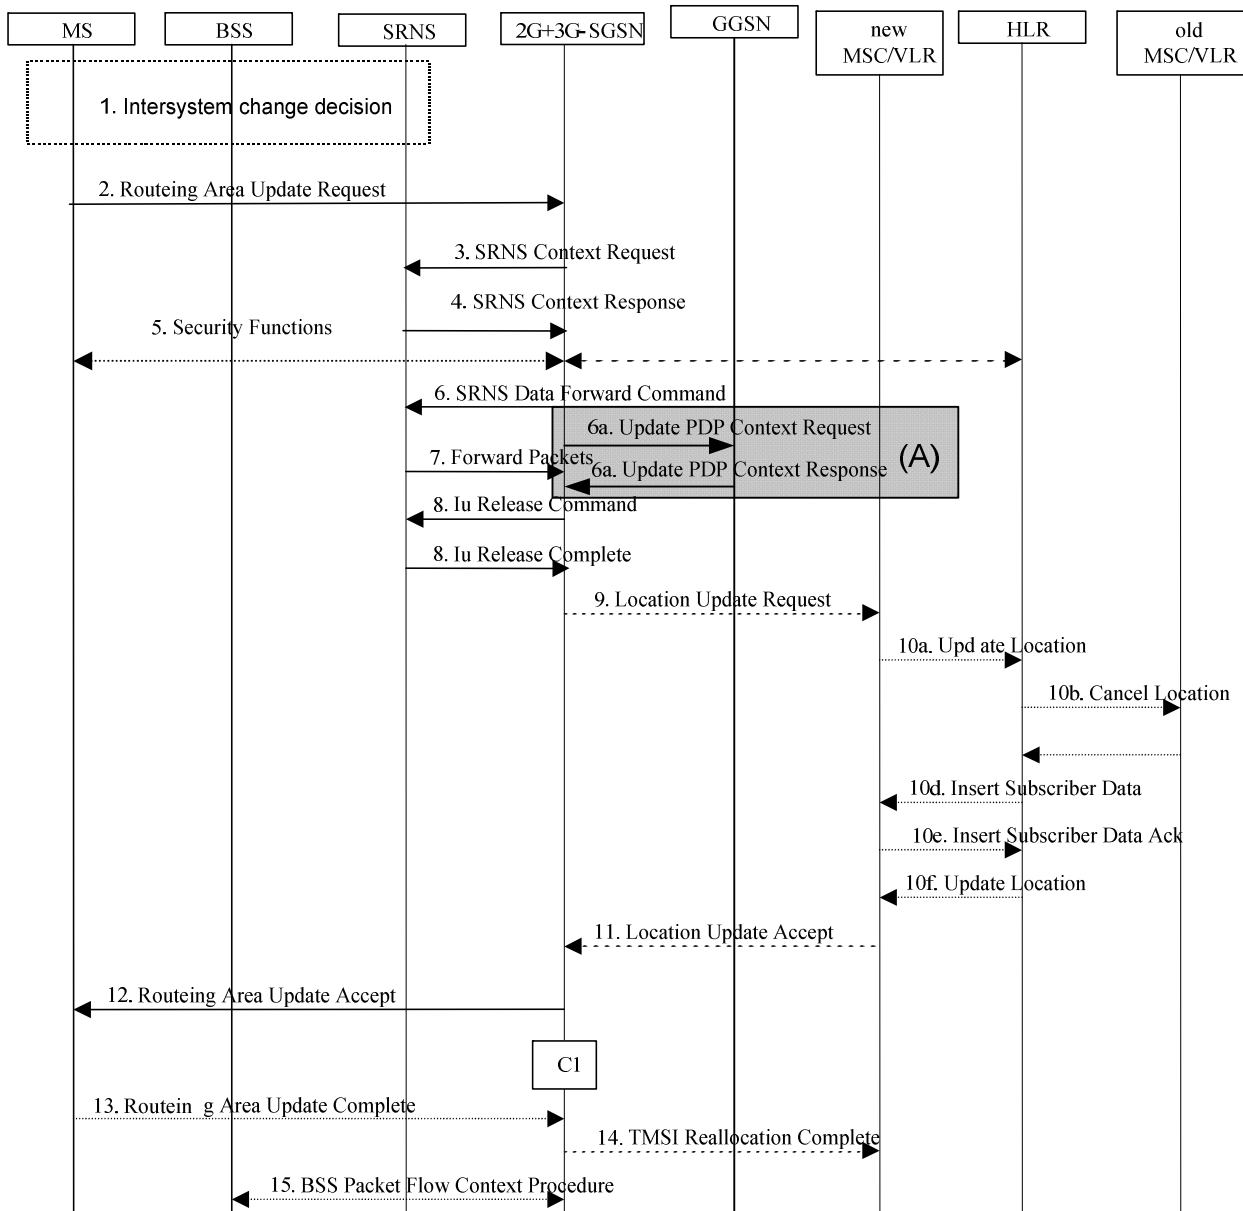 MS
BSS
SRNS
2G+3G-SGSN
GGSN
new
MSC/VLR
HLR
old
MSC/VLR
1. Intersystem change decision
2. Routeing Area Update Request
3. SRNS Context Request
4. SRNS Context Response
5. Security Functions
6. SRNS Data Forward Command
6a. Update PDP Context Request
(A)
7. Forward Packets
6a. Update PDP Context Response
8. Iu Release Command
8. Iu Release Complete
9. Location Update Request
10a. Upd ate Location
10b. Cancel Location
10d. Insert Subscriber Data
10e. Insert Subscriber Data Ack
10f. Update Location
11. Location Update Accept
12. Routeing Area Update Accept
C1
13. Routein g Area Update Complete
14. TMSI Reallocation Complete
15. BSS Packet Flow Context Procedure